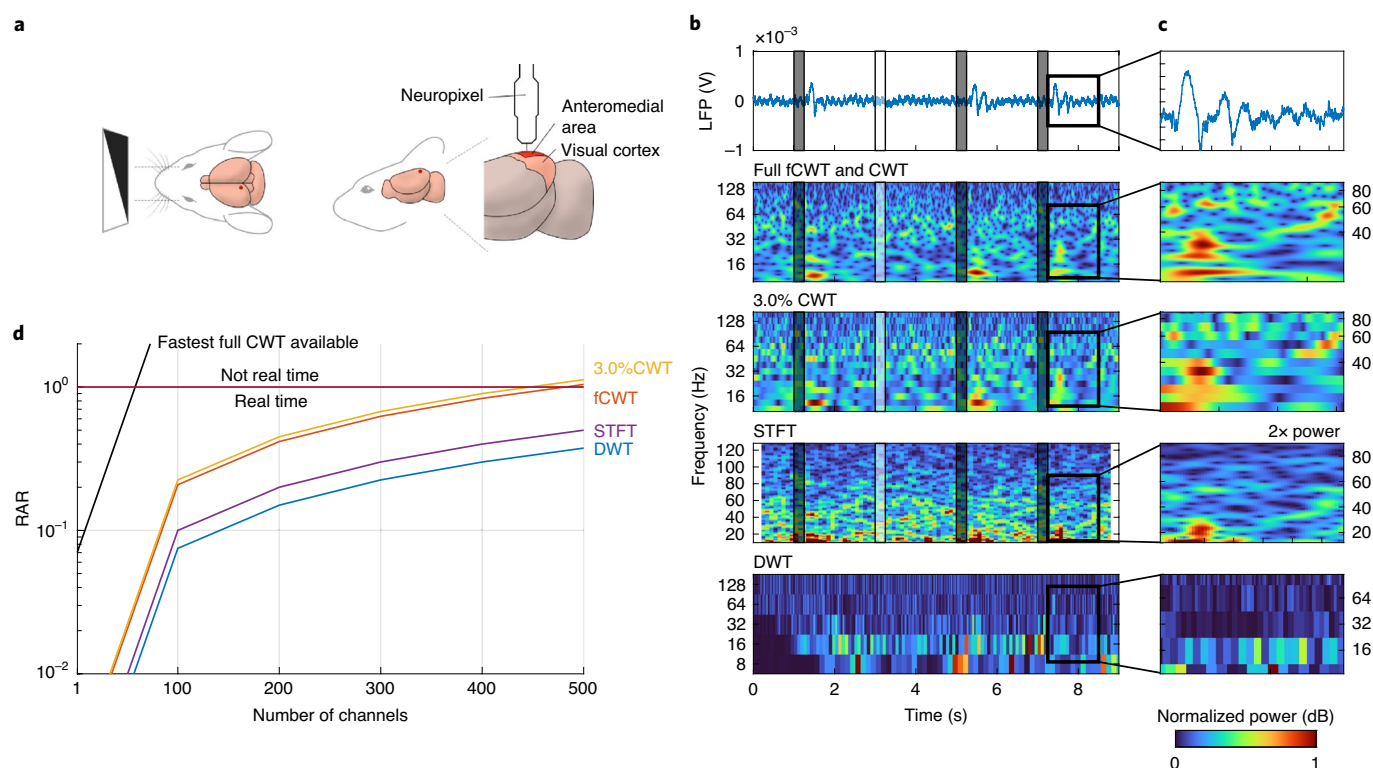 a
Neuropixel
Anteromedial
area
Visual cortex
b
×10⁻³
1
0
−1
LFP (V)
c
Full fCWT and CWT
128
64
32
16
80
60
40
3.0% CWT
128
64
32
16
80
60
40
Frequency (Hz)
STFT
2× power
120
100
80
60
40
20
80
60
40
20
DWT
128
64
32
16
8
64
32
16
0 2 4 6 8
Time (s)
Normalized power (dB)
0 1
d
Fastest full CWT available
Not real time
Real time
3.0%CWT
fCWT
STFT
DWT
10⁰
10⁻¹
10⁻²
RAR
1 100 200 300 400 500
Number of channels